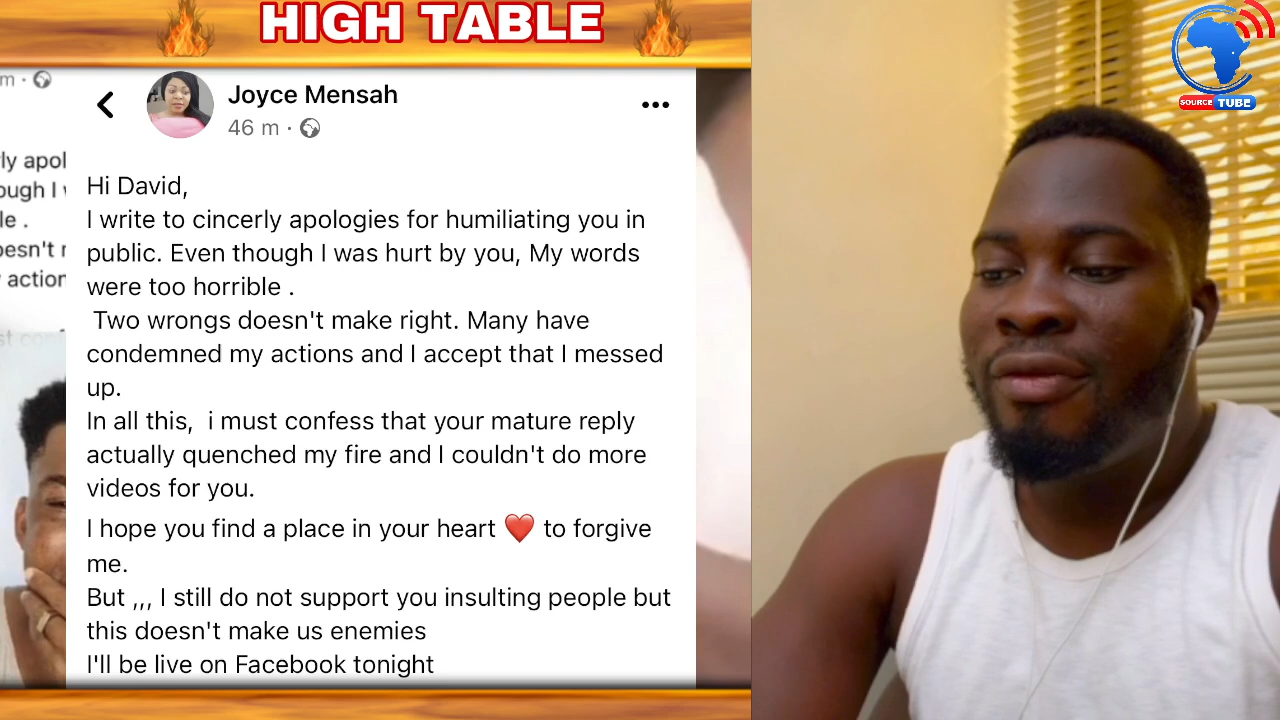 HIGH TABLE
SOURCE TUBE
m ·
Joyce Mensah
46 m ·
Hi David,
I write to cincerly apologies for humiliating you in
public. Even though I was hurt by you, My words
were too horrible .
Two wrongs doesn't make right. Many have
condemned my actions and I accept that I messed
up.
In all this, i must confess that your mature reply
actually quenched my fire and I couldn't do more
videos for you.
I hope you find a place in your heart ❤️ to forgive
me.
But ,,, I still do not support you insulting people but
this doesn't make us enemies
I'll be live on Facebook tonight